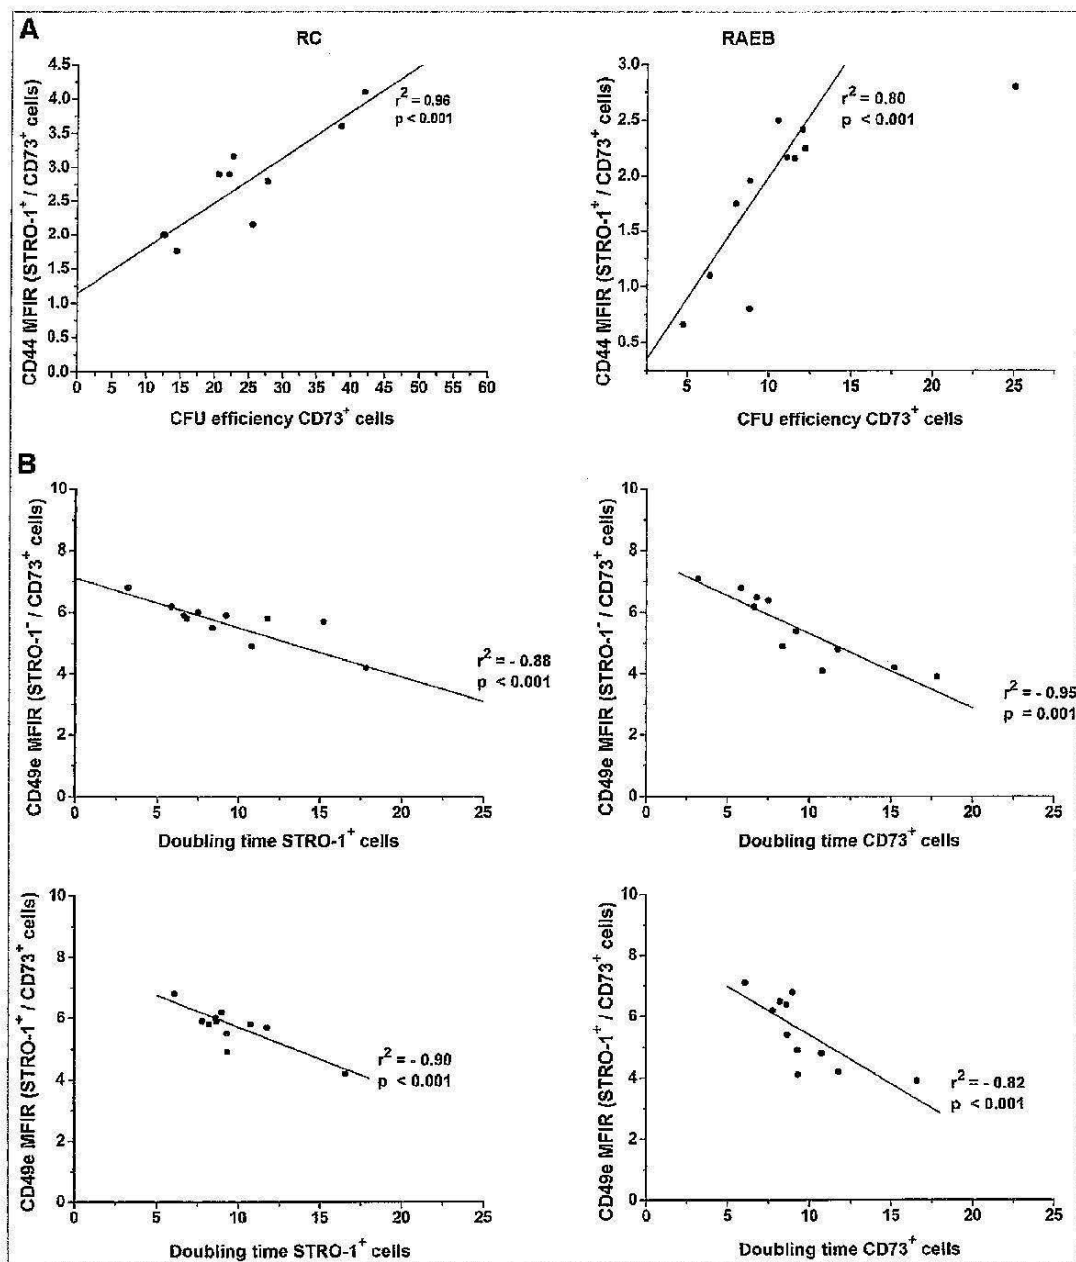 A
RC
RAEB
CD44 MFIR (STRO-1+ / CD73+ cells)
4.5
4.0
3.5
3.0
2.5
2.0
1.5
1.0
0.5
0.0
r2 = 0.96
p < 0.001
0 5 10 15 20 25 30 35 40 45 50 55 60
CFU efficiency CD73+ cells
CD44 MFIR (STRO-1+ / CD73+ cells)
3.0
2.5
2.0
1.5
1.0
0.5
r2 = 0.80
p < 0.001
5 10 15 20 25
CFU efficiency CD73+ cells
B
CD49e MFIR (STRO-1- / CD73+ cells)
10
8
6
4
2
0
r2 = - 0.88
p < 0.001
0 5 10 15 20 25
Doubling time STRO-1+ cells
CD49e MFIR (STRO-1- / CD73+ cells)
10
8
6
4
2
0
r2 = - 0.95
p = 0.001
0 5 10 15 20 25
Doubling time CD73+ cells
CD49e MFIR (STRO-1+ / CD73+ cells)
10
8
6
4
2
0
r2 = - 0.90
p < 0.001
0 5 10 15 20 25
Doubling time STRO-1+ cells
CD49e MFIR (STRO-1+ / CD73+ cells)
10
8
6
4
2
0
r2 = - 0.82
p < 0.001
0 5 10 15 20 25
Doubling time CD73+ cells